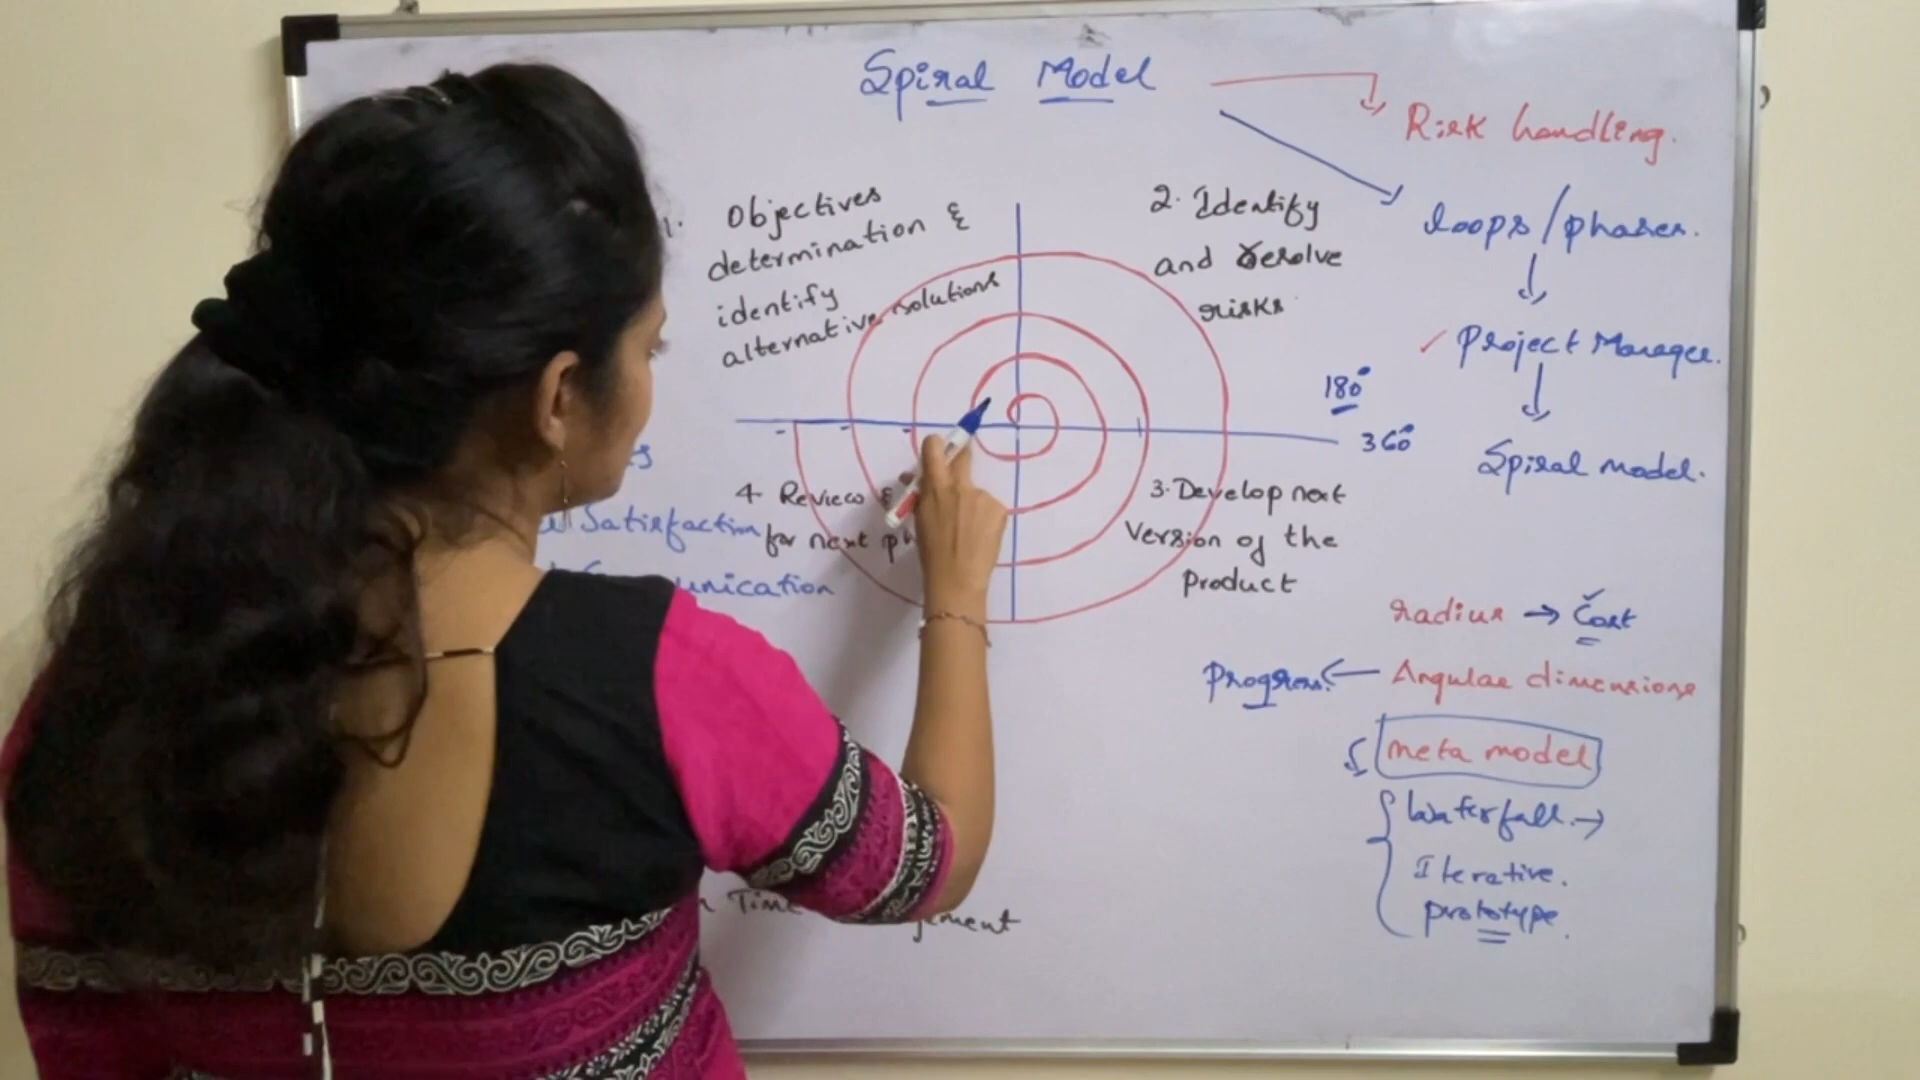 Spiral Model
Risk handling.
loops/phases.
Project Manager.
Spiral model.
1. Objectives
determination &
identify
alternative solutions
2. Identify
and resolve
risks
180°
360°
4. Review &
for next
3. Develop next
Version of the
Product
Satisfaction
radius → Cost
Progress. ← Angular dimensions
meta model
Waterfall. →
Iterative.
prototype.
Time